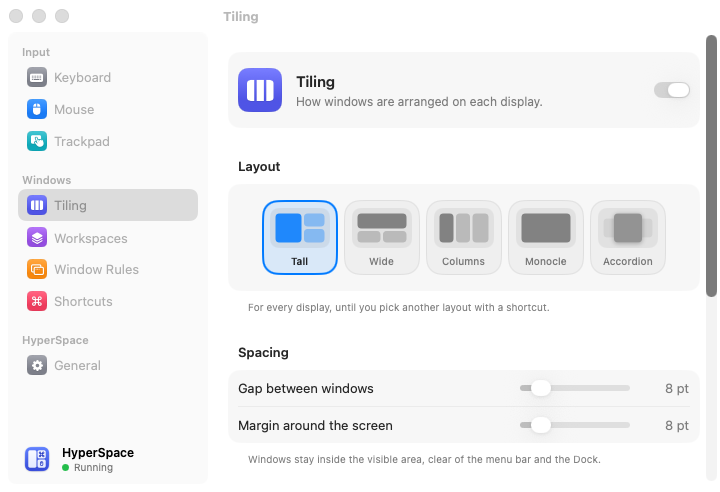 Tiling
Input
Keyboard
Mouse
Trackpad
Windows
Tiling
Workspaces
Window Rules
Shortcuts
HyperSpace
General
HyperSpace
Running
Tiling
How windows are arranged on each display.
Layout
Tall
Wide
Columns
Monocle
Accordion
For every display, until you pick another layout with a shortcut.
Spacing
Gap between windows 8 pt
Margin around the screen 8 pt
Windows stay inside the visible area, clear of the menu bar and the Dock.